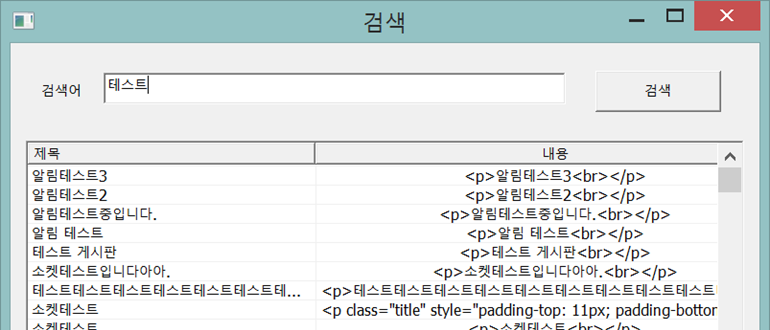 검색
검색어 테스트 검색
제목 내용
알림테스트3 <p>알림테스트3<br></p>
알림테스트2 <p>알림테스트2<br></p>
알림테스트중입니다. <p>알림테스트중입니다.<br></p>
알림 테스트 <p>알림 테스트<br></p>
테스트 게시판 <p>테스트 게시판<br></p>
소켓테스트입니다아아. <p>소켓테스트입니다아아.<br></p>
테스트테스트테스트테스트테스트테스트테... <p>테스트테스트테스트테스트테스트테스트테스트테스트
소켓테스트 <p class="title" style="padding-top: 11px; padding-bottom
소켓테스트 <p>소켓테스트<br></p>